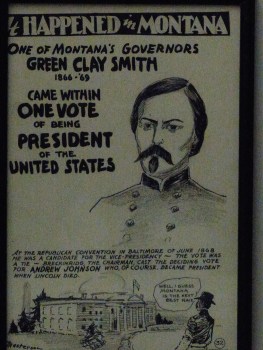 It HAPPENED in MONTANA
ONE OF MONTANA'S GOVERNORS
GREEN CLAY SMITH
1866 - '69
CAME WITHIN
ONE VOTE
OF BEING
PRESIDENT
OF THE
UNITED STATES
AT THE REPUBLICAN CONVENTION IN BALTIMORE OF JUNE 1868
HE WAS A CANDIDATE FOR THE VICE-PRESIDENCY - THE VOTE WAS
A TIE - BRECKINRIDGE, THE CHAIRMAN CAST THE DECIDING VOTE
FOR ANDREW JOHNSON WHO, OF COURSE, BECAME PRESIDENT
WHEN LINCOLN DIED.
WELL, I GUESS
MONTANA
IS THE NEXT
BEST PLACE
32